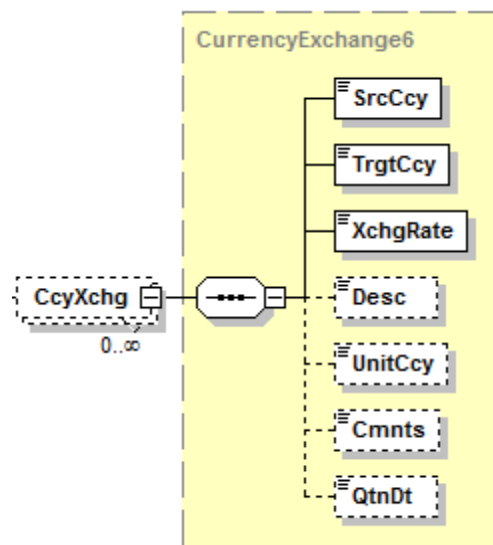 CurrencyExchange6
SrcCcy
TrgtCcy
XchgRate
CcyXchg
0..∞
Desc
UnitCcy
Cmnts
QtnDt